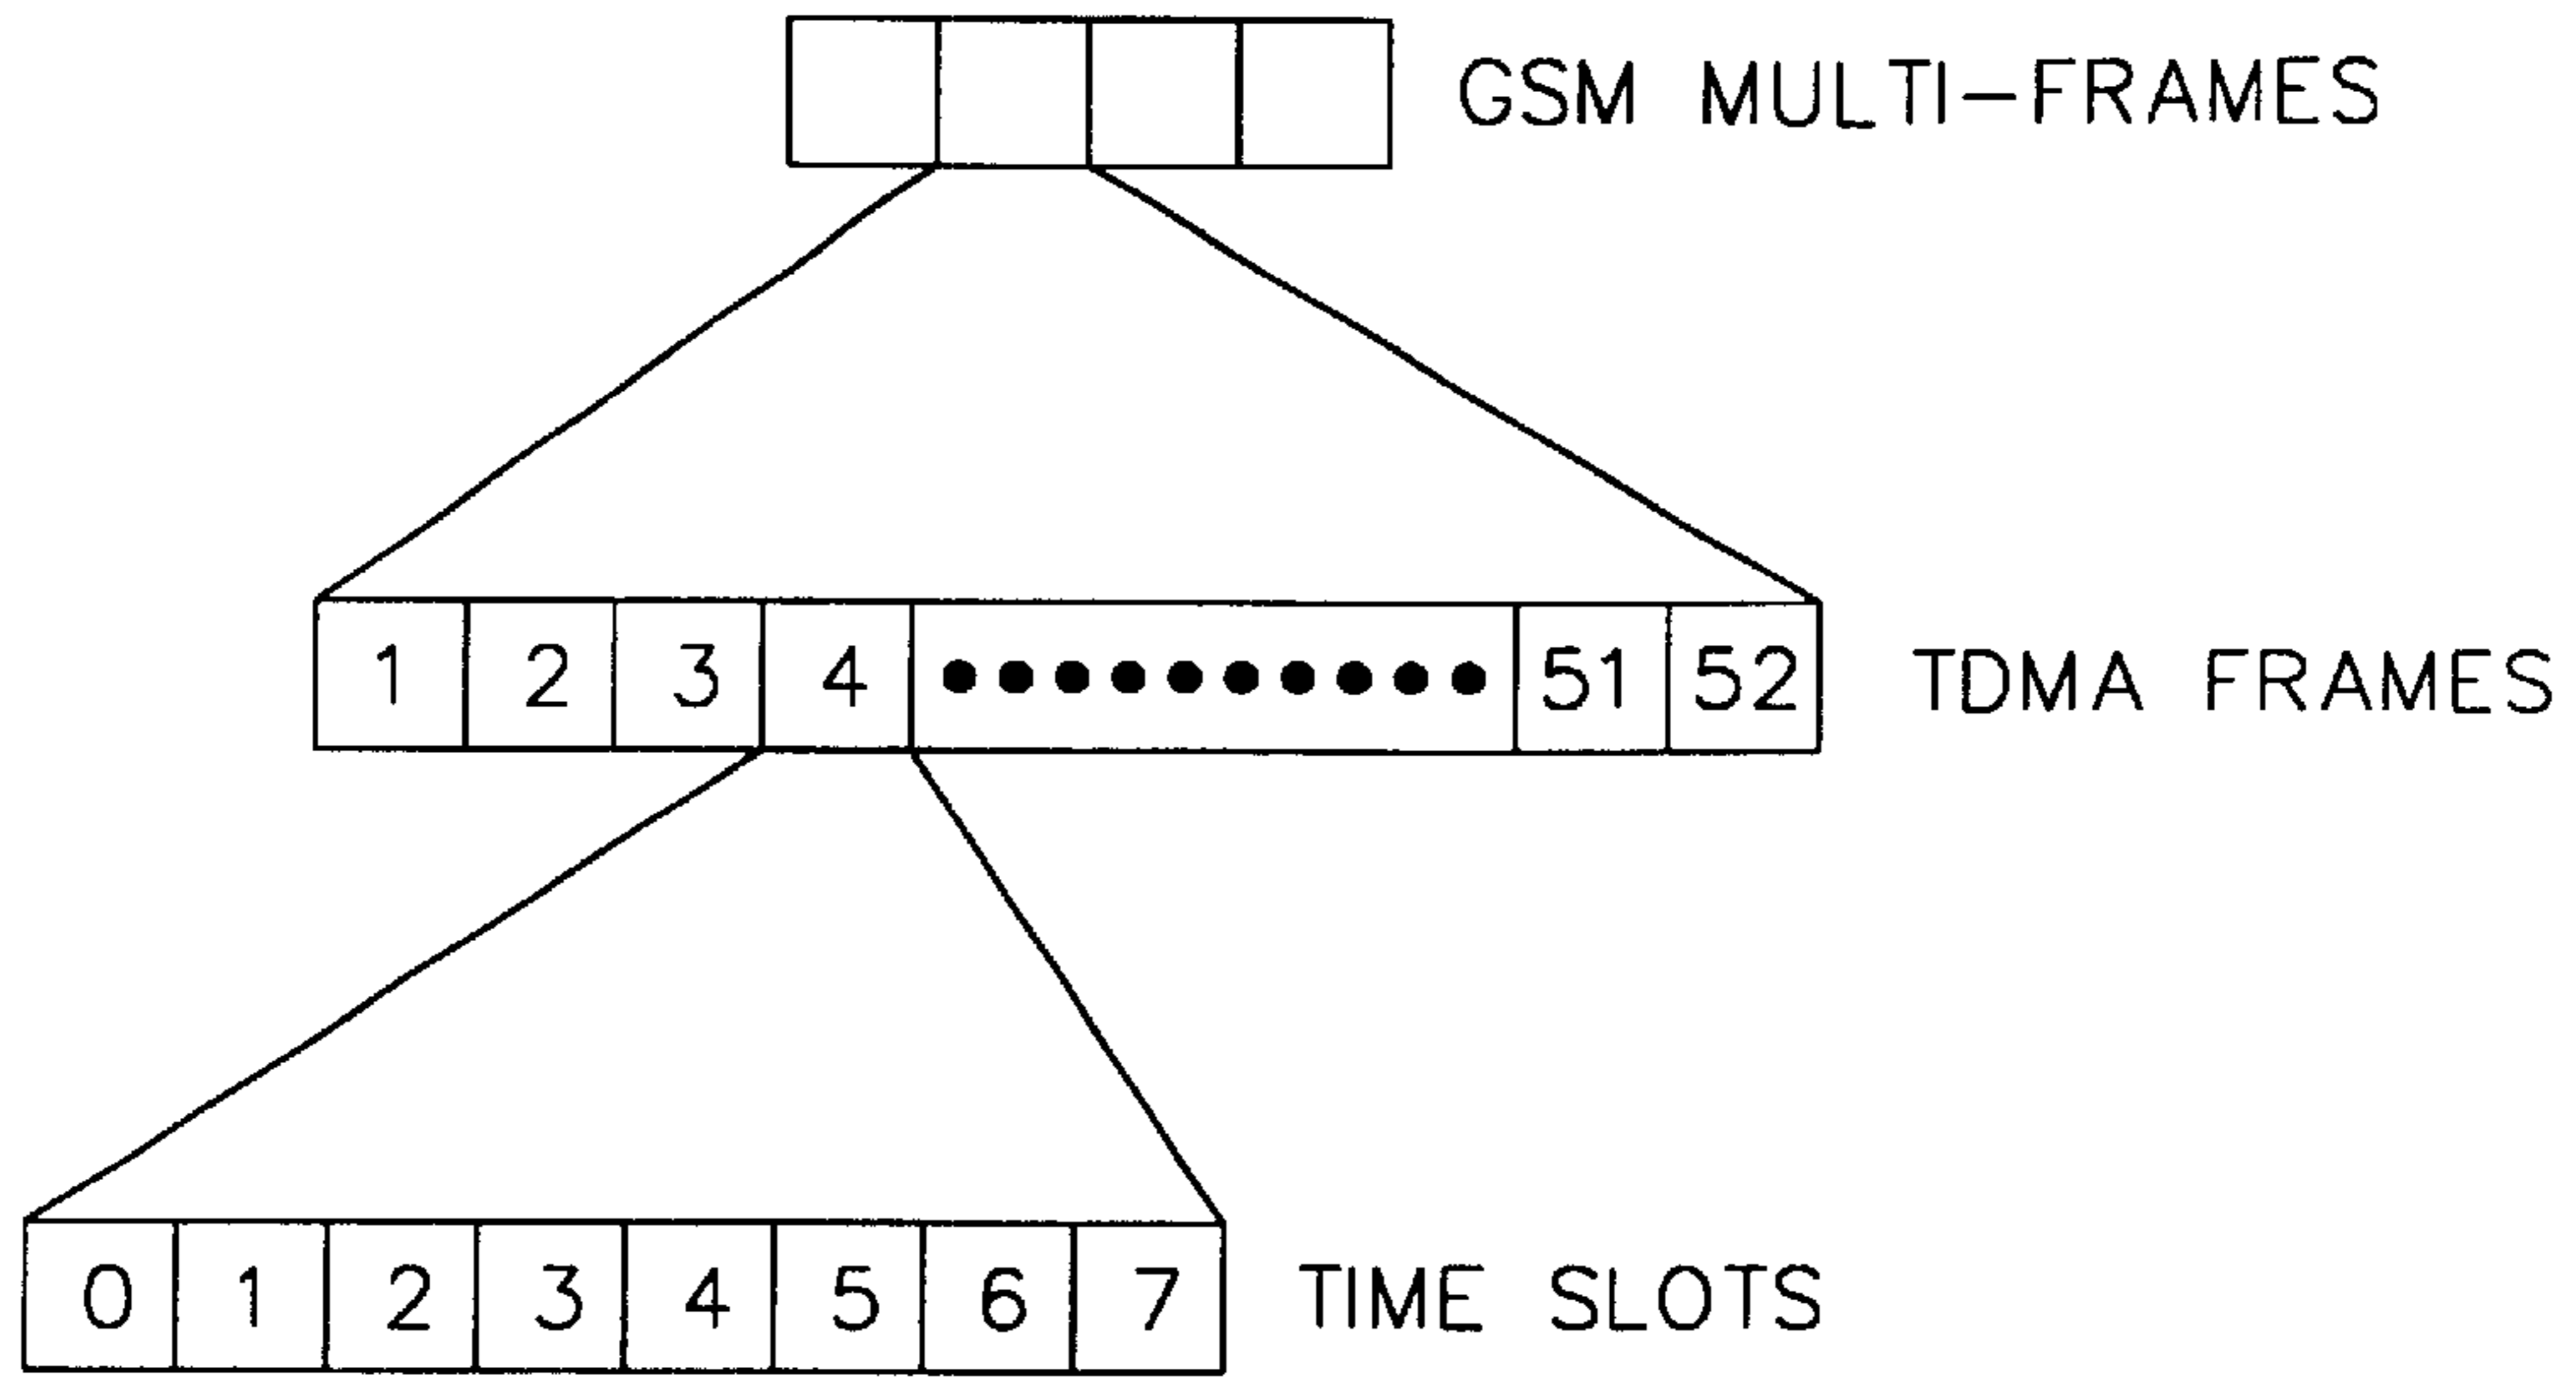 GSM MULTI-FRAMES
1 2 3 4 •••••••••• 51 52 TDMA FRAMES
0 1 2 3 4 5 6 7 TIME SLOTS